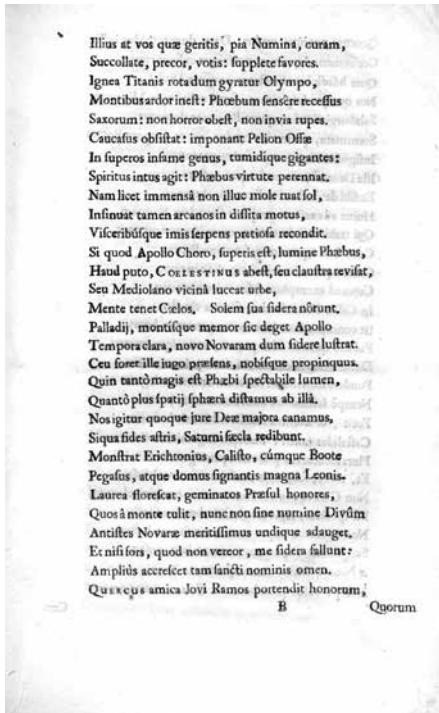 Illius at vos quæ geritis, pia Numina, curam,
Succollate, precor, votis: supplete favores.
Ignea Titanis rota dum gyratur Olympo,
Montibus ardor inest: Phœbum sensêre recessus
Saxorum: non horror obest, non invia rupes.
Caucasus obsistat: imponant Pelion Ossæ
In superos infame genus, tumidique gigantes:
Spiritus intus agit: Phæbus virtute perennat.
Nam licet immensâ non illuc mole ruat sol,
Insinuat tamen arcanos in dissita motus,
Visceribúsque imis serpens pretiosa recondit.
Si quod Apollo Choro, superis est, lumine Phæbus,
Haud puto, COELESTINUS abest, seu claustra revisat,
Seu Mediolano vicinâ luceat urbe,
Mente tenet Cælos. Solem sua sidera nôrunt.
Palladij, montisque memor sic deget Apollo
Tempora clara, novo Novaram dum sidere lustrat.
Ceu foret ille iugo præsens, nobisque propinquus.
Quin tantò magis est Phæbi spectabile lumen,
Quantò plus spatij sphærâ distamus ab illâ.
Nos igitur quoque jure Deæ majora canamus,
Siqua fides astris, Saturni sæcla redibunt.
Monstrat Erichtonius, Calisto, cúmque Boote
Pegasus, atque domus signantis magna Leonis.
Laurea florescat, geminatos Præsul honores,
Quos à monte tulit, nunc non sine numine Divûm
Antistes Novaræ meritissimus undique adauget.
Et nisi fors, quod non vereor, me sidera fallunt:
Ampliùs accrescet tam sancti nominis omen.
QUERCUS amica Jovi Ramos portendit honorum,
B Quorum